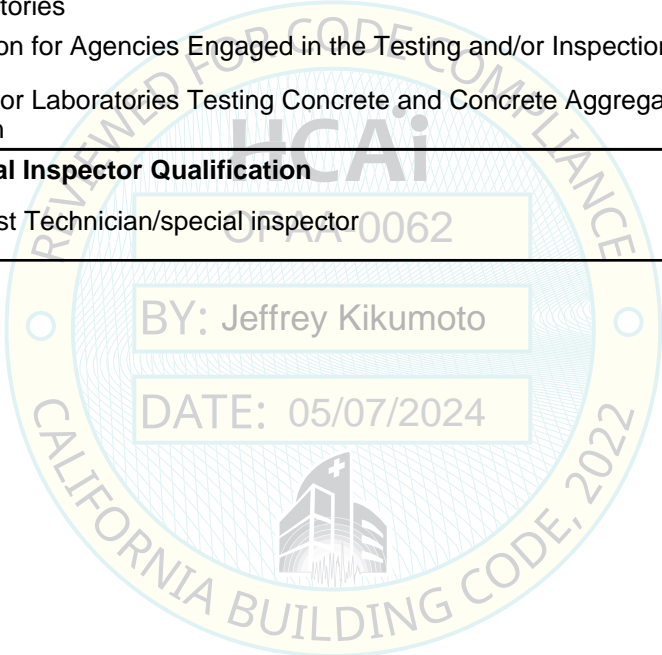 tories
on for Agencies Engaged in the Testing and/or Inspection
or Laboratories Testing Concrete and Concrete Aggrega
n
al Inspector Qualification
st Technician/special inspector
REVIEWED FOR CODE COMPLIANCE
HCAi
OPAA-0062
BY: Jeffrey Kikumoto
DATE: 05/07/2024
CALIFORNIA BUILDING CODE, 2022